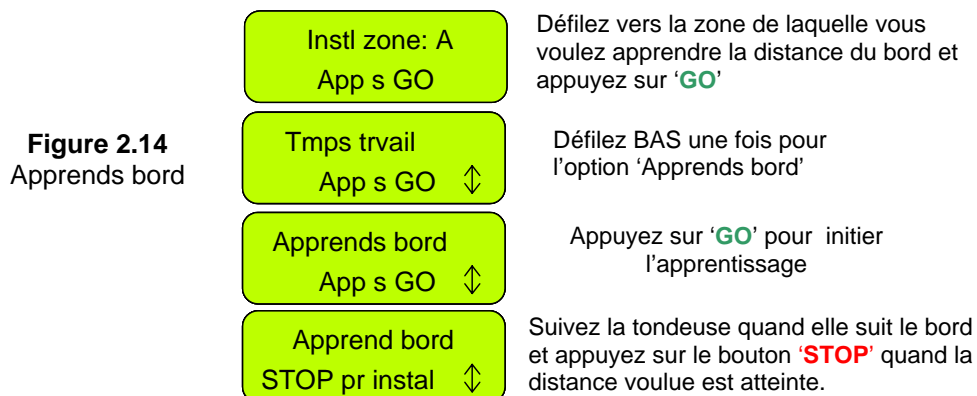 Instl zone: A
App s GO
Défilez vers la zone de laquelle vous
voulez apprendre la distance du bord et
appuyez sur ‘GO’
Figure 2.14
Apprends bord
Tmps trvail
App s GO ↕
Défilez BAS une fois pour
l’option ‘Apprends bord’
Apprends bord
App s GO ↕
Appuyez sur ‘GO’ pour initier
l’apprentissage
Apprend bord
STOP pr instal ↕
Suivez la tondeuse quand elle suit le bord
et appuyez sur le bouton ‘STOP’ quand la
distance voulue est atteinte.